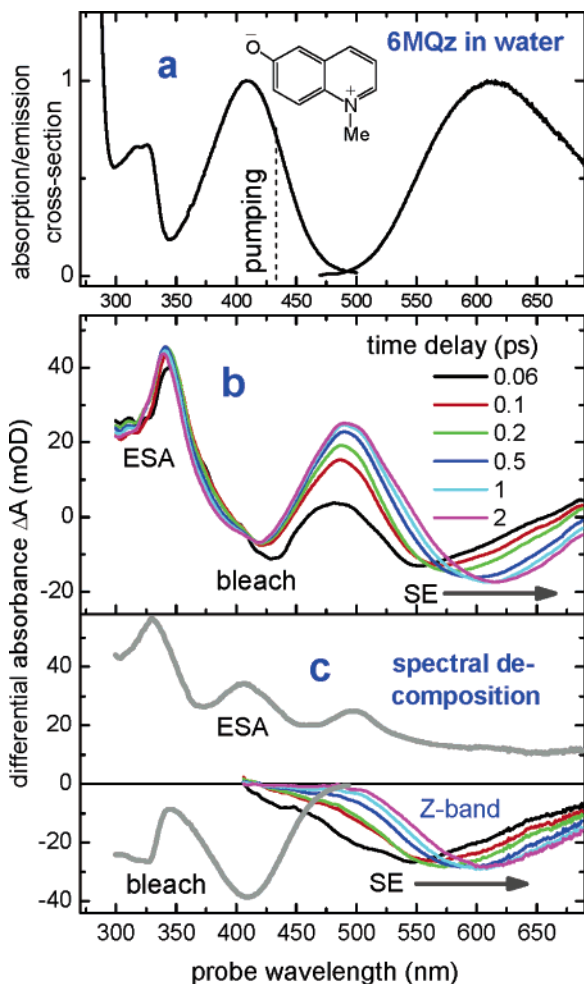 a
6MQz in water
O
−
N
+
Me
pumping
absorption/emission
cross-section
1
0
300 350 400 450 500 550 600 650
b
time delay (ps)
0.06
0.1
0.2
0.5
1
2
ESA
bleach
SE
40
20
0
-20
differential absorbance ΔA (mOD)
c
spectral de-
composition
ESA
Z-band
bleach
SE
40
20
0
-20
-40
300 350 400 450 500 550 600 650
probe wavelength (nm)